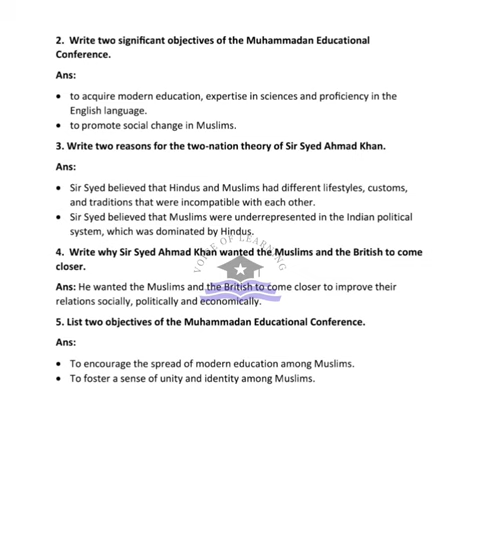 2. Write two significant objectives of the Muhammadan Educational
Conference.
Ans:
• to acquire modern education, expertise in sciences and proficiency in the
English language.
• to promote social change in Muslims.
3. Write two reasons for the two-nation theory of Sir Syed Ahmad Khan.
Ans:
• Sir Syed believed that Hindus and Muslims had different lifestyles, customs,
and traditions that were incompatible with each other.
• Sir Syed believed that Muslims were underrepresented in the Indian political
system, which was dominated by Hindus.
VOICE OF LEARNING
4. Write why Sir Syed Ahmad Khan wanted the Muslims and the British to come
closer.
Ans: He wanted the Muslims and the British to come closer to improve their
relations socially, politically and economically.
5. List two objectives of the Muhammadan Educational Conference.
Ans:
• To encourage the spread of modern education among Muslims.
• To foster a sense of unity and identity among Muslims.